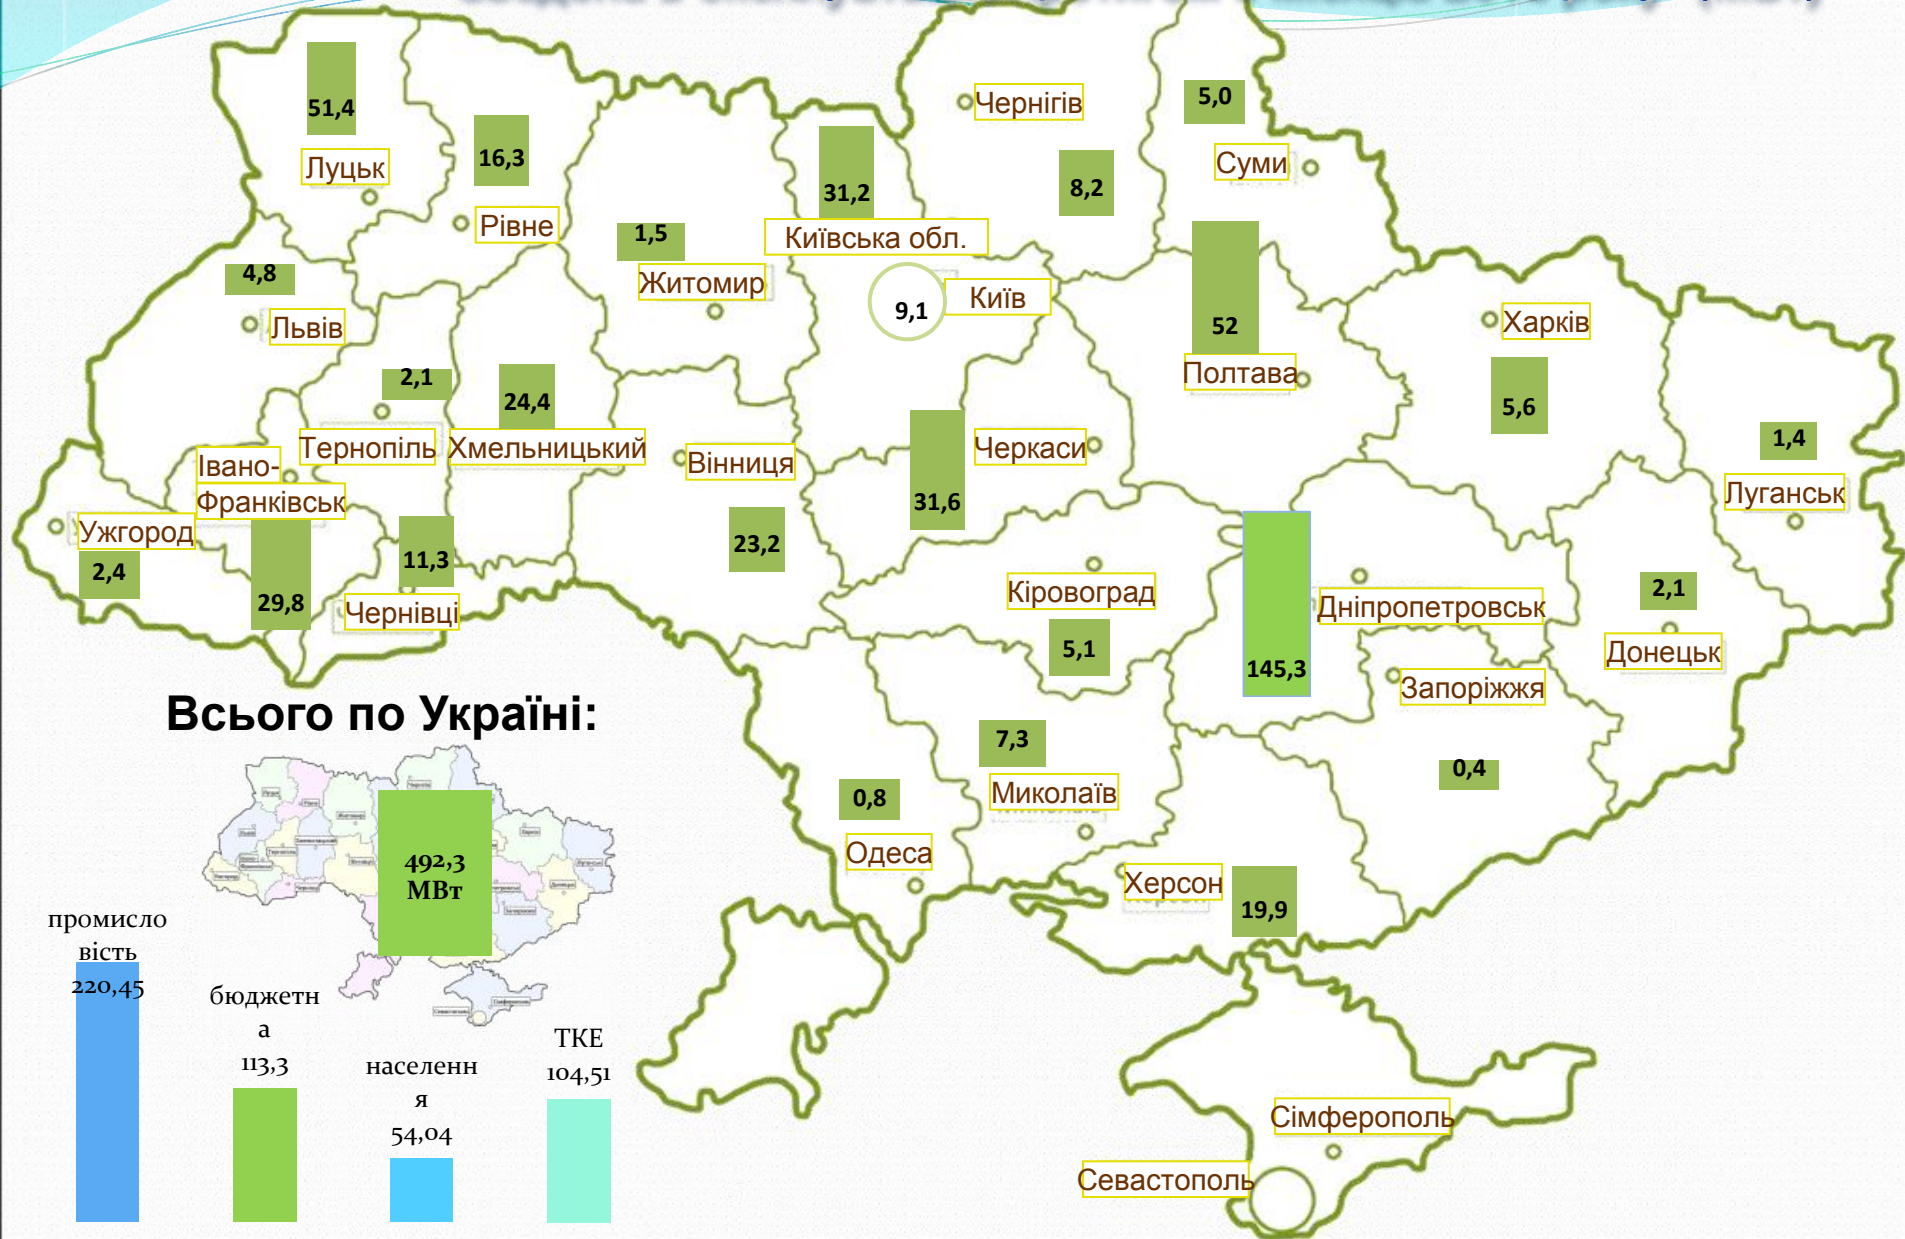 51,4
Луцьк
16,3
Рівне
Чернігів
5,0
Суми
8,2
31,2
Київська обл.
1,5
Житомир
9,1
Київ
4,8
Львів
52
Полтава
Харків
5,6
2,1
Тернопіль
24,4
Хмельницький
Вінниця
23,2
31,6
Черкаси
1,4
Луганськ
Івано-
Франківськ
29,8
Ужгород
2,4
11,3
Чернівці
Кіровоград
5,1
145,3
Дніпропетровськ
2,1
Донецьк
Запоріжжя
0,4
7,3
Миколаїв
0,8
Одеса
Херсон
19,9
Сімферополь
Севастополь
Всього по Україні:
492,3
МВт
промисло
вість
220,45
бюджетн
а
113,3
населенн
я
54,04
ТКЕ
104,51